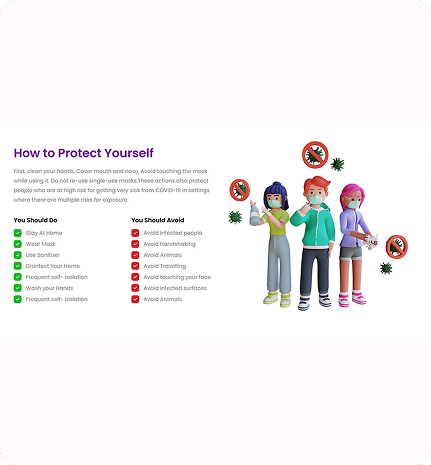 How to Protect Yourself
First, clean your hands. Cover mouth and nose. Avoid touching the mask
while using it. Do not re-use single-use masks.These actions also protect
people who are at high risk for getting very sick from COVID-19 in settings
where there are multiple risks for exposure.
You Should Do
Stay At Home
Wear Mask
Use Sanitizer
Disinfect Your Home
Frequent self- isolation
Wash your Hands
Frequent self- isolation
You Should Avoid
Avoid infected people
Avoid Handshaking
Avoid Animals
Avoid Travelling
Avoid touching your face
Avoid infected surfaces
Avoid Animals